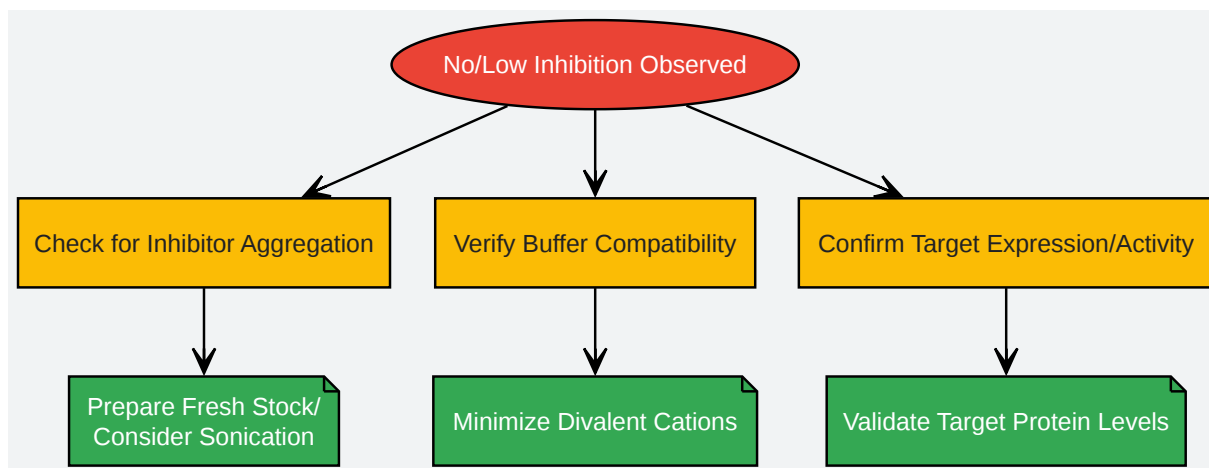 No/Low Inhibition Observed
Check for Inhibitor Aggregation
Verify Buffer Compatibility
Confirm Target Expression/Activity
Prepare Fresh Stock/
Consider Sonication
Minimize Divalent Cations
Validate Target Protein Levels